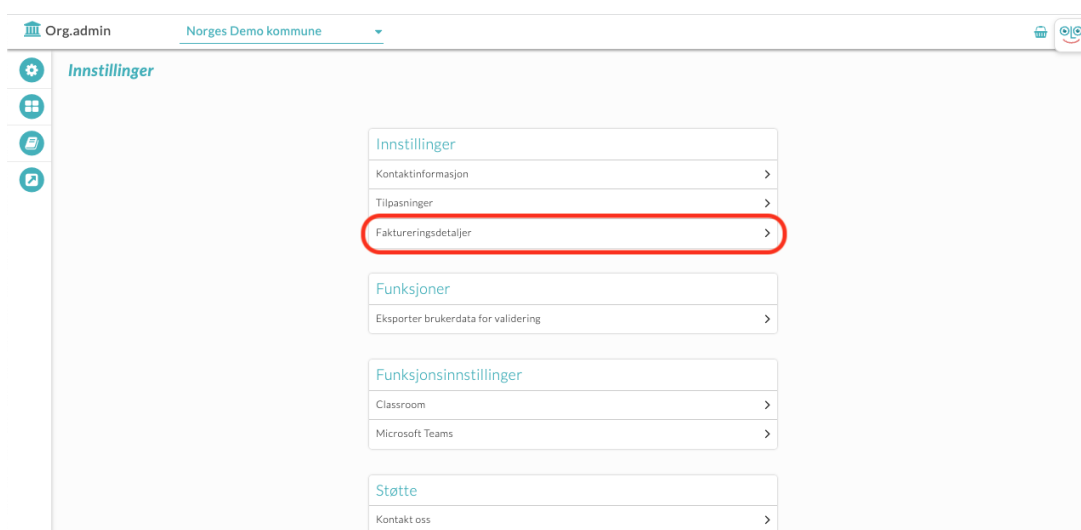 Org.admin
Norges Demo kommune
Innstillinger
Innstillinger
Kontaktinformasjon
Tilpasninger
Faktureringsdetaljer
Funksjoner
Eksporter brukerdata for validering
Funksjonsinnstillinger
Classroom
Microsoft Teams
Støtte
Kontakt oss